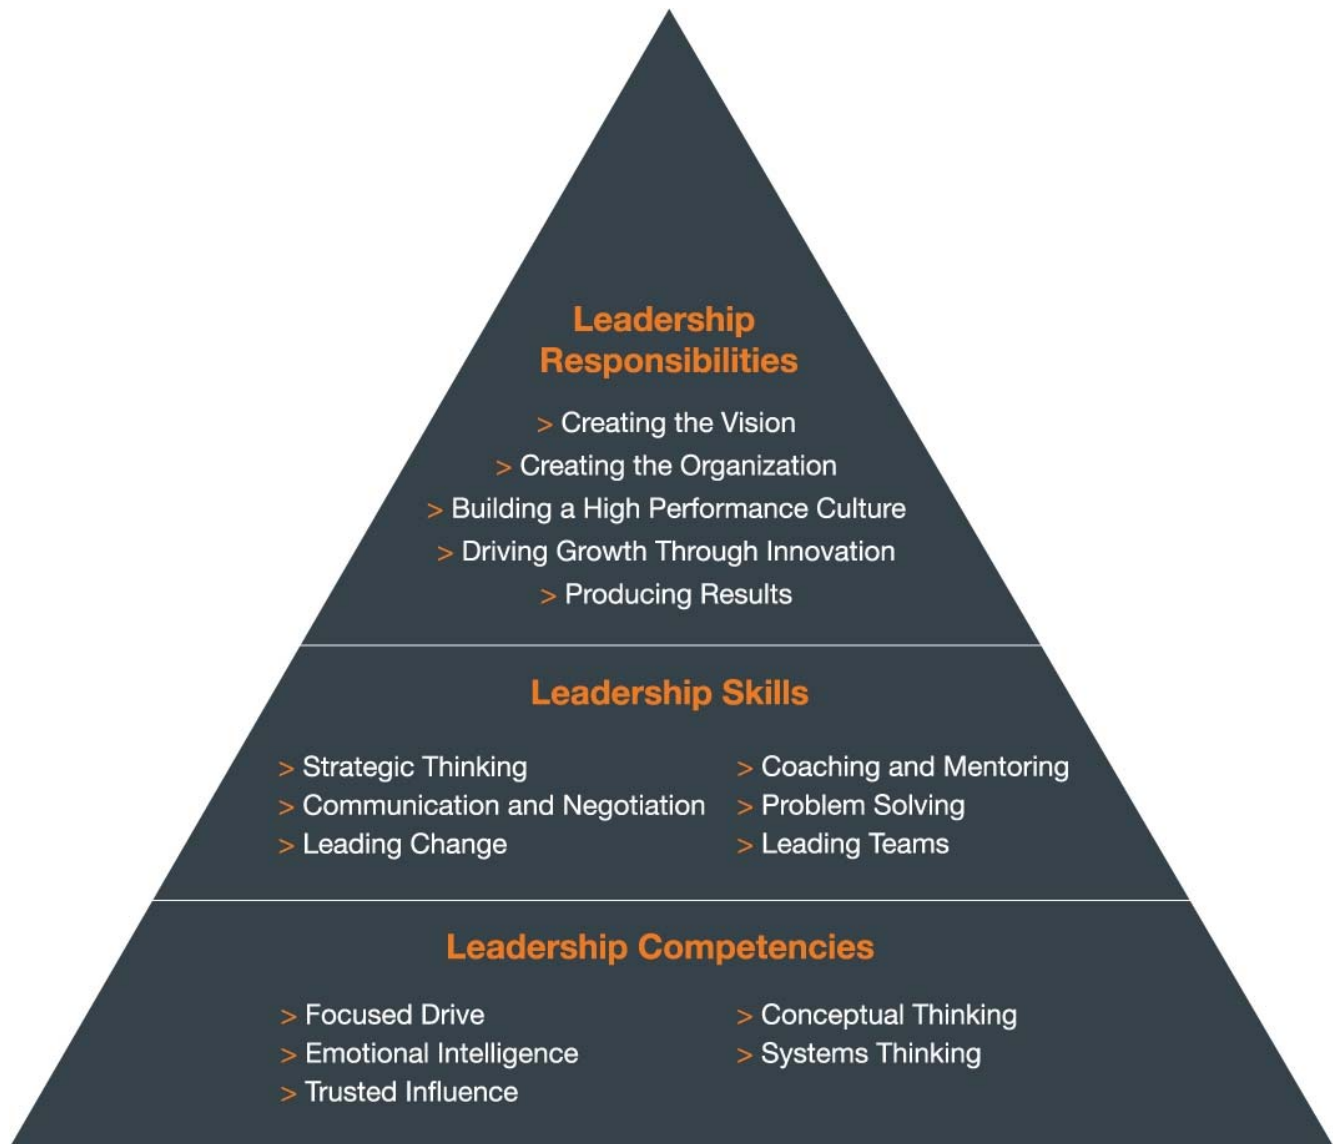 Leadership
Responsibilities
> Creating the Vision
> Creating the Organization
> Building a High Performance Culture
> Driving Growth Through Innovation
> Producing Results
Leadership Skills
> Strategic Thinking
> Communication and Negotiation
> Leading Change
> Coaching and Mentoring
> Problem Solving
> Leading Teams
Leadership Competencies
> Focused Drive
> Emotional Intelligence
> Trusted Influence
> Conceptual Thinking
> Systems Thinking